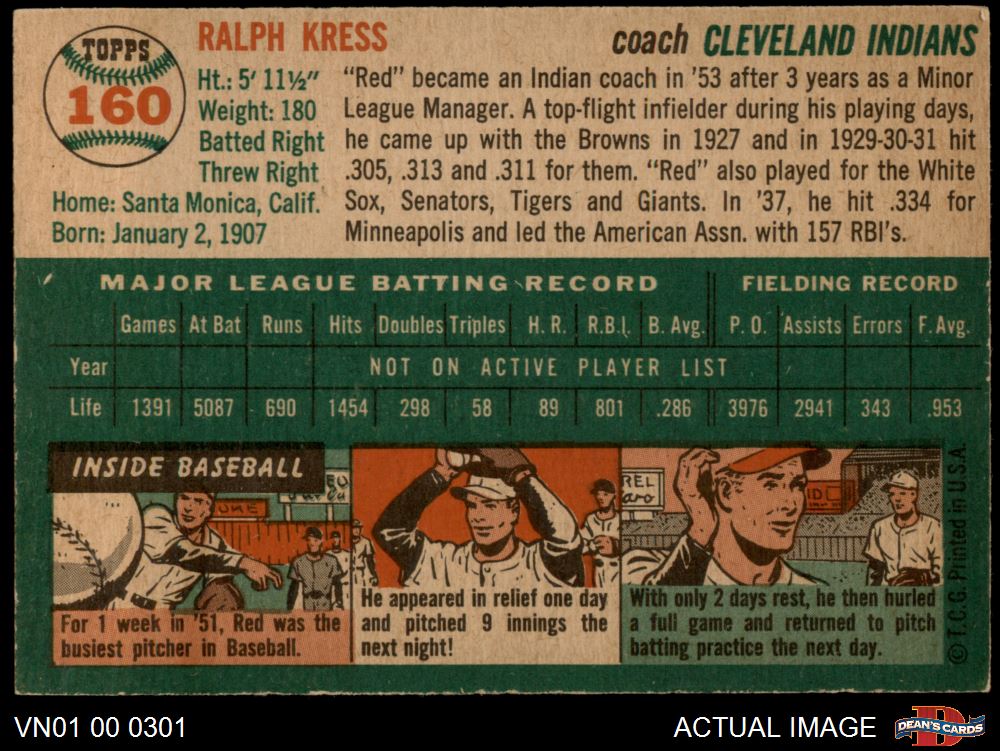 TOPPS
160
RALPH KRESS
coach CLEVELAND INDIANS
Ht.: 5' 11½"
Weight: 180
Batted Right
Threw Right
Home: Santa Monica, Calif.
Born: January 2, 1907
"Red" became an Indian coach in '53 after 3 years as a Minor
League Manager. A top-flight infielder during his playing days,
he came up with the Browns in 1927 and in 1929-30-31 hit
.305, .313 and .311 for them. "Red" also played for the White
Sox, Senators, Tigers and Giants. In '37, he hit .334 for
Minneapolis and led the American Assn. with 157 RBI's.
MAJOR LEAGUE BATTING RECORD FIELDING RECORD
Games At Bat Runs Hits Doubles Triples H. R. R.B.I. B. Avg. P. O. Assists Errors F. Avg.
Year NOT ON ACTIVE PLAYER LIST
Life 1391 5087 690 1454 298 58 89 801 .286 3976 2941 343 .953
INSIDE BASEBALL
For 1 week in '51, Red was the
busiest pitcher in Baseball.
He appeared in relief one day
and pitched 9 innings the
next night!
REL
With only 2 days rest, he then hurled
a full game and returned to pitch
batting practice the next day.
© T.C.G. Printed in U.S.A.
VN01 00 0301
ACTUAL IMAGE
DEAN'S CARDS